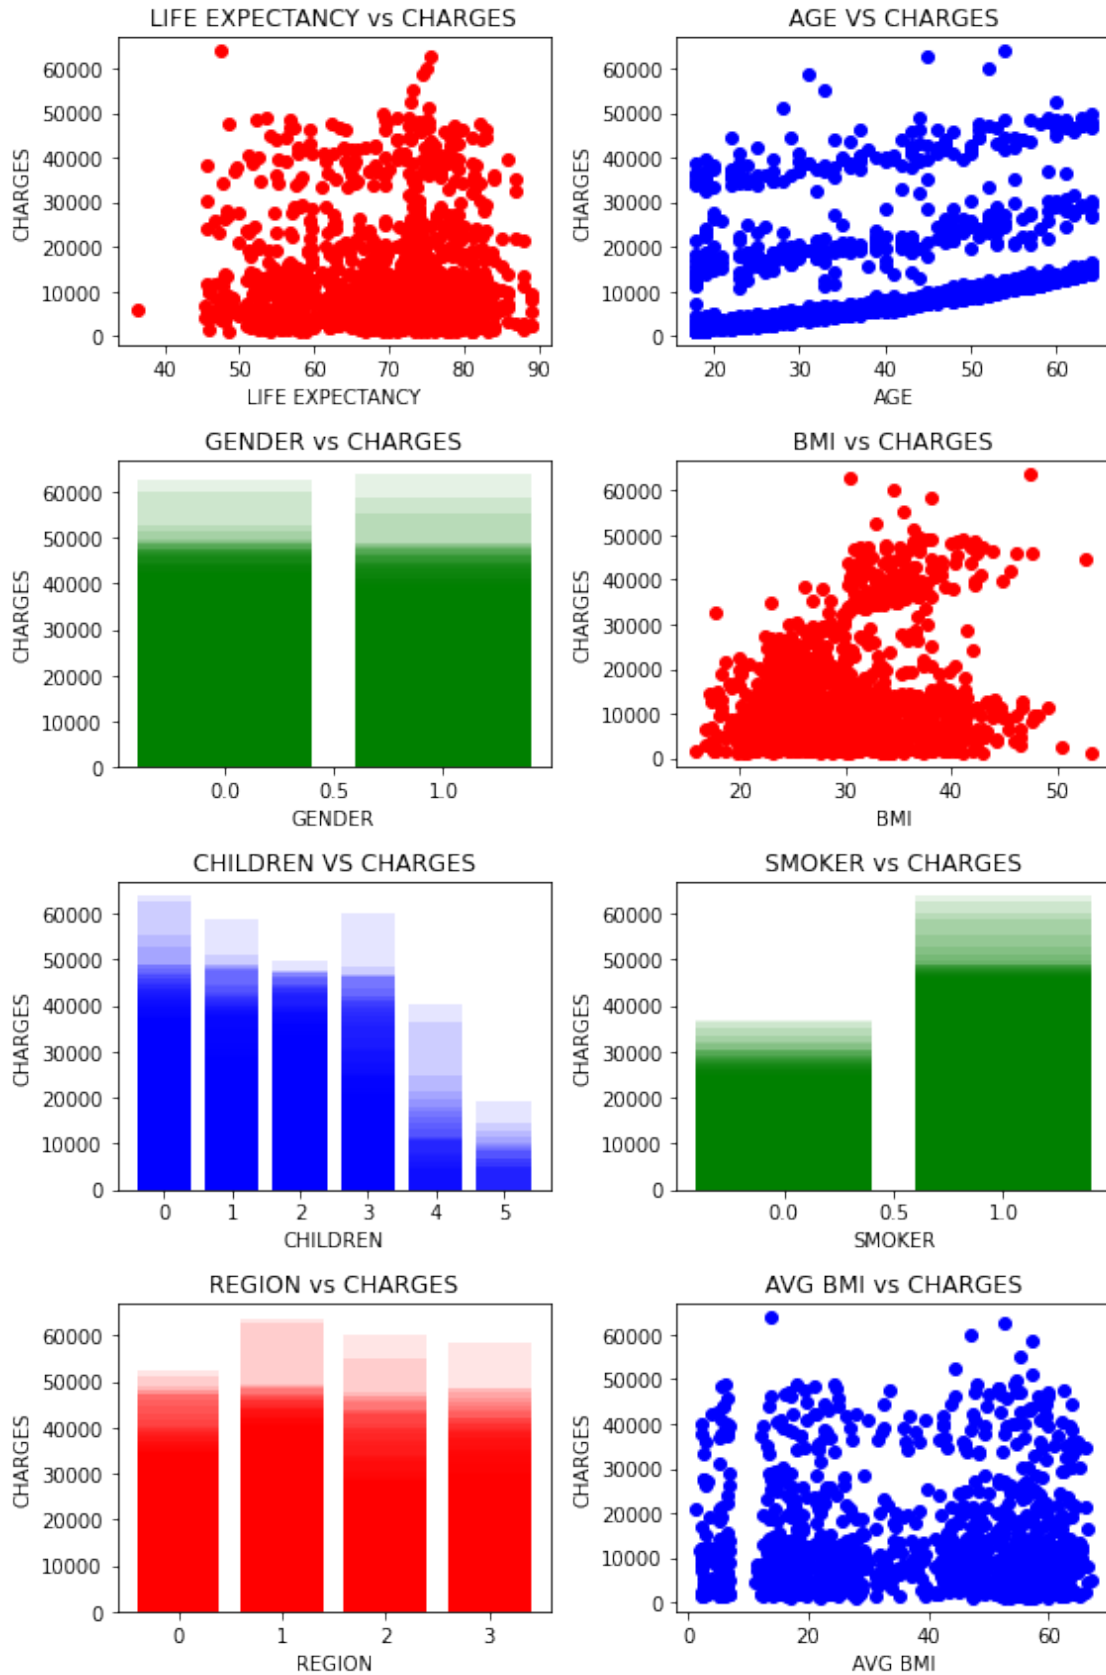 LIFE EXPECTANCY vs CHARGES
60000
50000
40000
30000
20000
10000
0
CHARGES
40 50 60 70 80 90
LIFE EXPECTANCY
AGE VS CHARGES
60000
50000
40000
30000
20000
10000
0
CHARGES
20 30 40 50 60
AGE
GENDER vs CHARGES
60000
50000
40000
30000
20000
10000
0
CHARGES
0.0 0.5 1.0
GENDER
BMI vs CHARGES
60000
50000
40000
30000
20000
10000
0
CHARGES
20 30 40 50
BMI
CHILDREN VS CHARGES
60000
50000
40000
30000
20000
10000
0
CHARGES
0 1 2 3 4 5
CHILDREN
SMOKER vs CHARGES
60000
50000
40000
30000
20000
10000
0
CHARGES
0.0 0.5 1.0
SMOKER
REGION vs CHARGES
60000
50000
40000
30000
20000
10000
0
CHARGES
0 1 2 3
REGION
AVG BMI vs CHARGES
60000
50000
40000
30000
20000
10000
0
CHARGES
0 20 40 60
AVG BMI